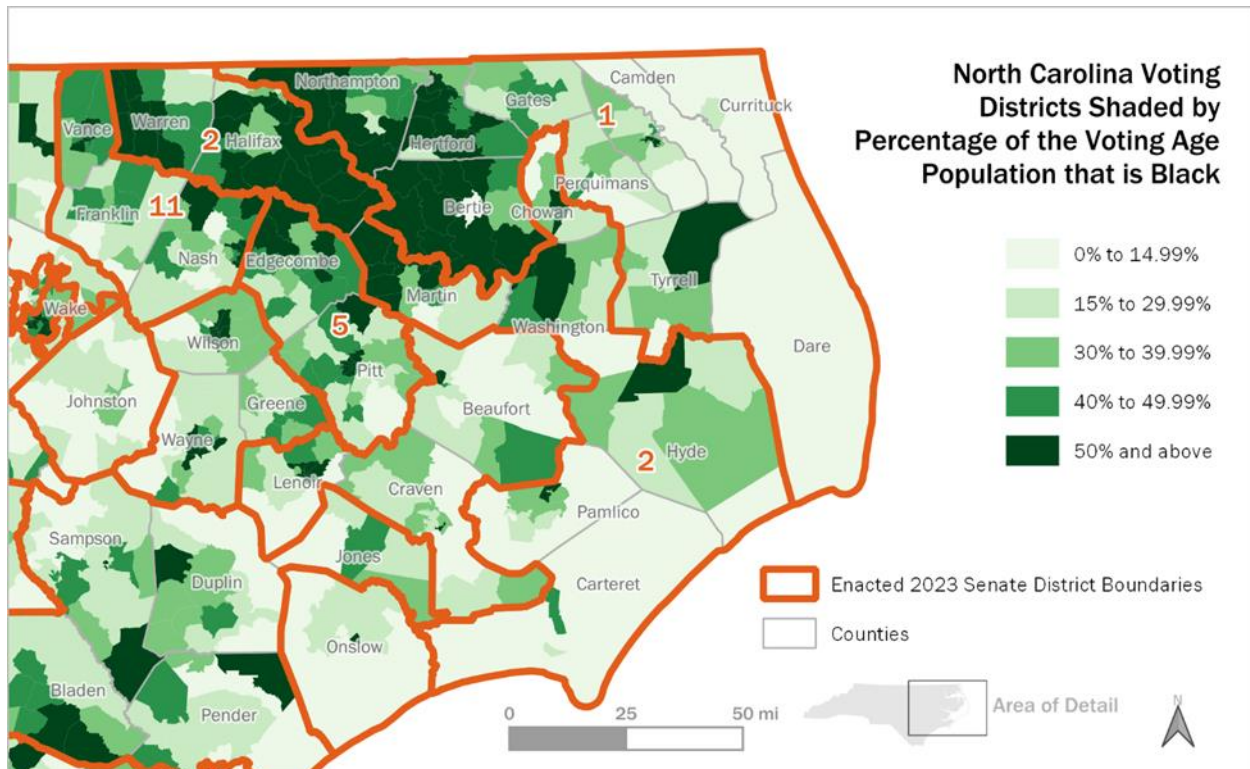 North Carolina Voting
Districts Shaded by
Percentage of the Voting Age
Population that is Black
0% to 14.99%
15% to 29.99%
30% to 39.99%
40% to 49.99%
50% and above
Enacted 2023 Senate District Boundaries
Counties
Area of Detail
N
0 25 50 mi
Northampton
Camden
Currituck
Gates
1
Vance
Warren
2
Halifax
Hertford
Perquimans
Franklin
11
Bertie
Chowan
Nash
Edgecombe
Tyrrell
Martin
Wake
5
Washington
Wilson
Dare
Pitt
Johnston
Greene
Beaufort
Wayne
2
Hyde
Lenoir
Craven
Pamlico
Sampson
Jones
Duplin
Carteret
Onslow
Bladen
Pender